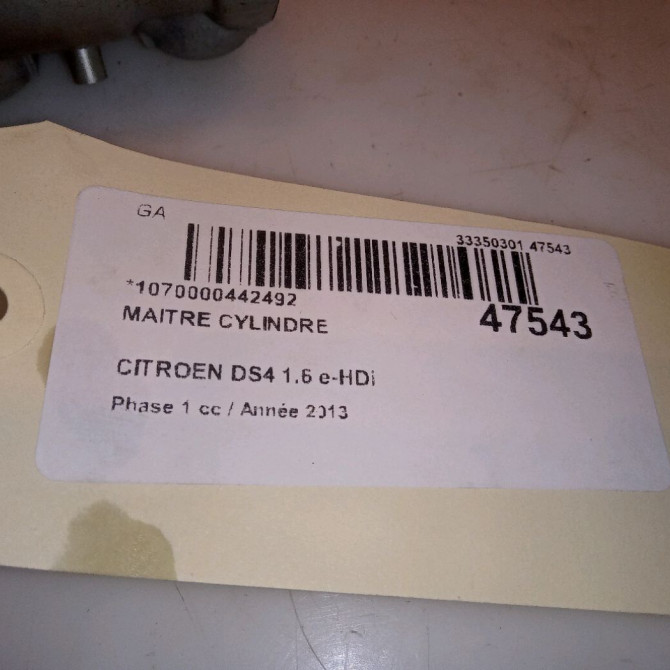 GA
33350301 47543
*1070000442492
47543
MAITRE CYLINDRE
CITROEN DS4 1.6 e-HDi
Phase 1 cc / Année 2013